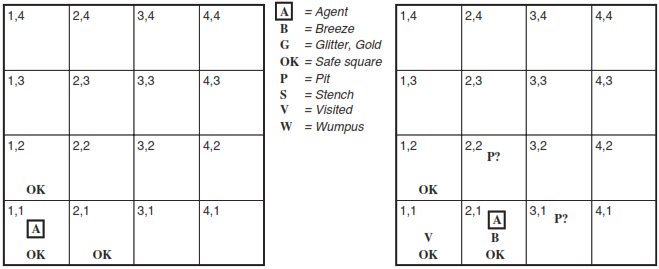 1,4 2,4 3,4 4,4
1,3 2,3 3,3 4,3
1,2 2,2 3,2 4,2
OK
1,1 2,1 3,1 4,1
A
OK OK
A = Agent
B = Breeze
G = Glitter, Gold
OK = Safe square
P = Pit
S = Stench
V = Visited
W = Wumpus
1,4 2,4 3,4 4,4
1,3 2,3 3,3 4,3
1,2 2,2 3,2 4,2
P?
OK
1,1 2,1 3,1 4,1
A P?
V B
OK OK